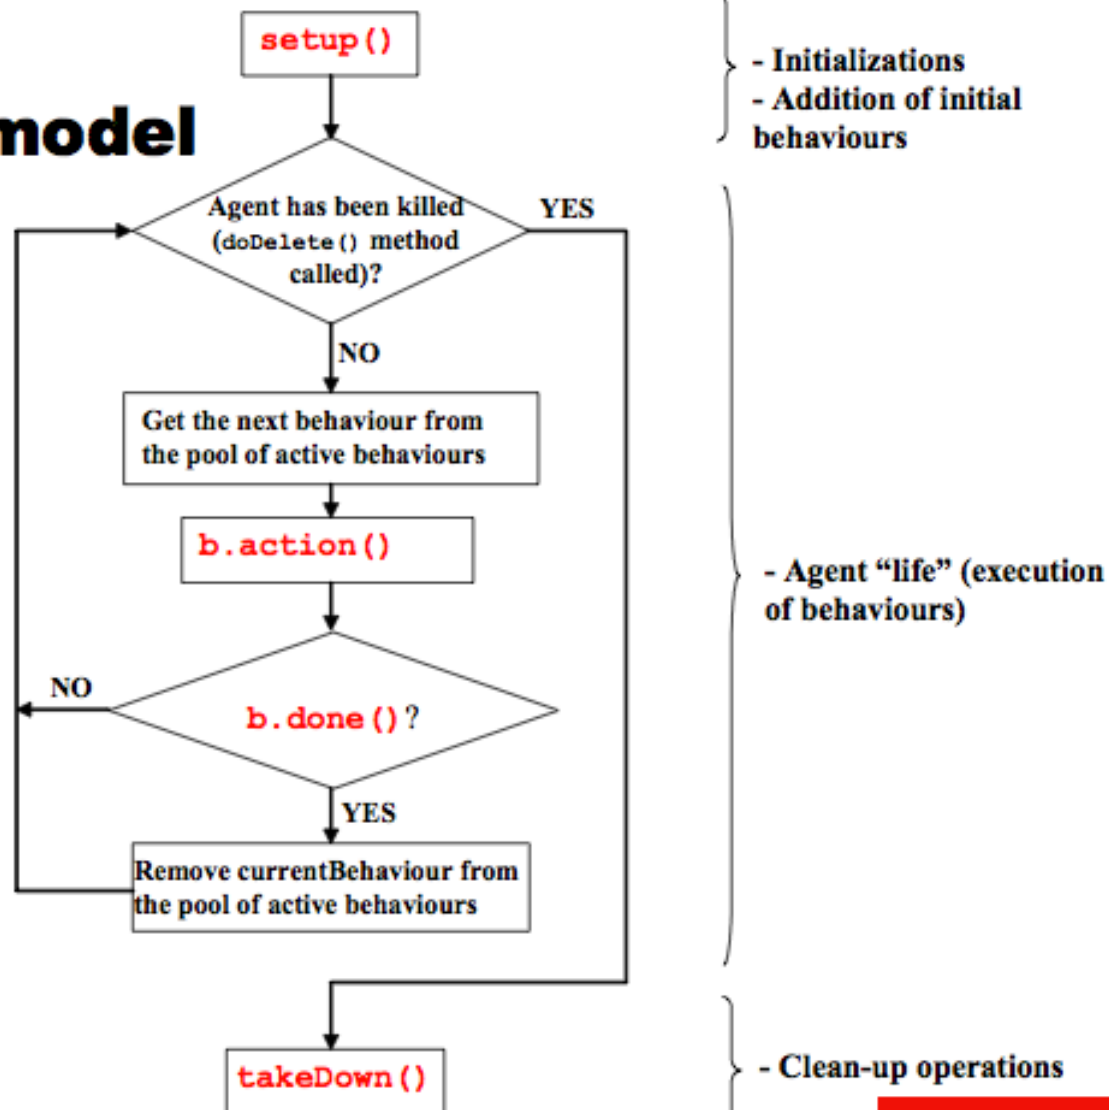 setup()
- Initializations
- Addition of initial
behaviours
model
Agent has been killed
(doDelete() method
called)?
YES
NO
Get the next behaviour from
the pool of active behaviours
b.action()
- Agent “life” (execution
of behaviours)
NO
b.done()?
YES
Remove currentBehaviour from
the pool of active behaviours
takeDown()
- Clean-up operations